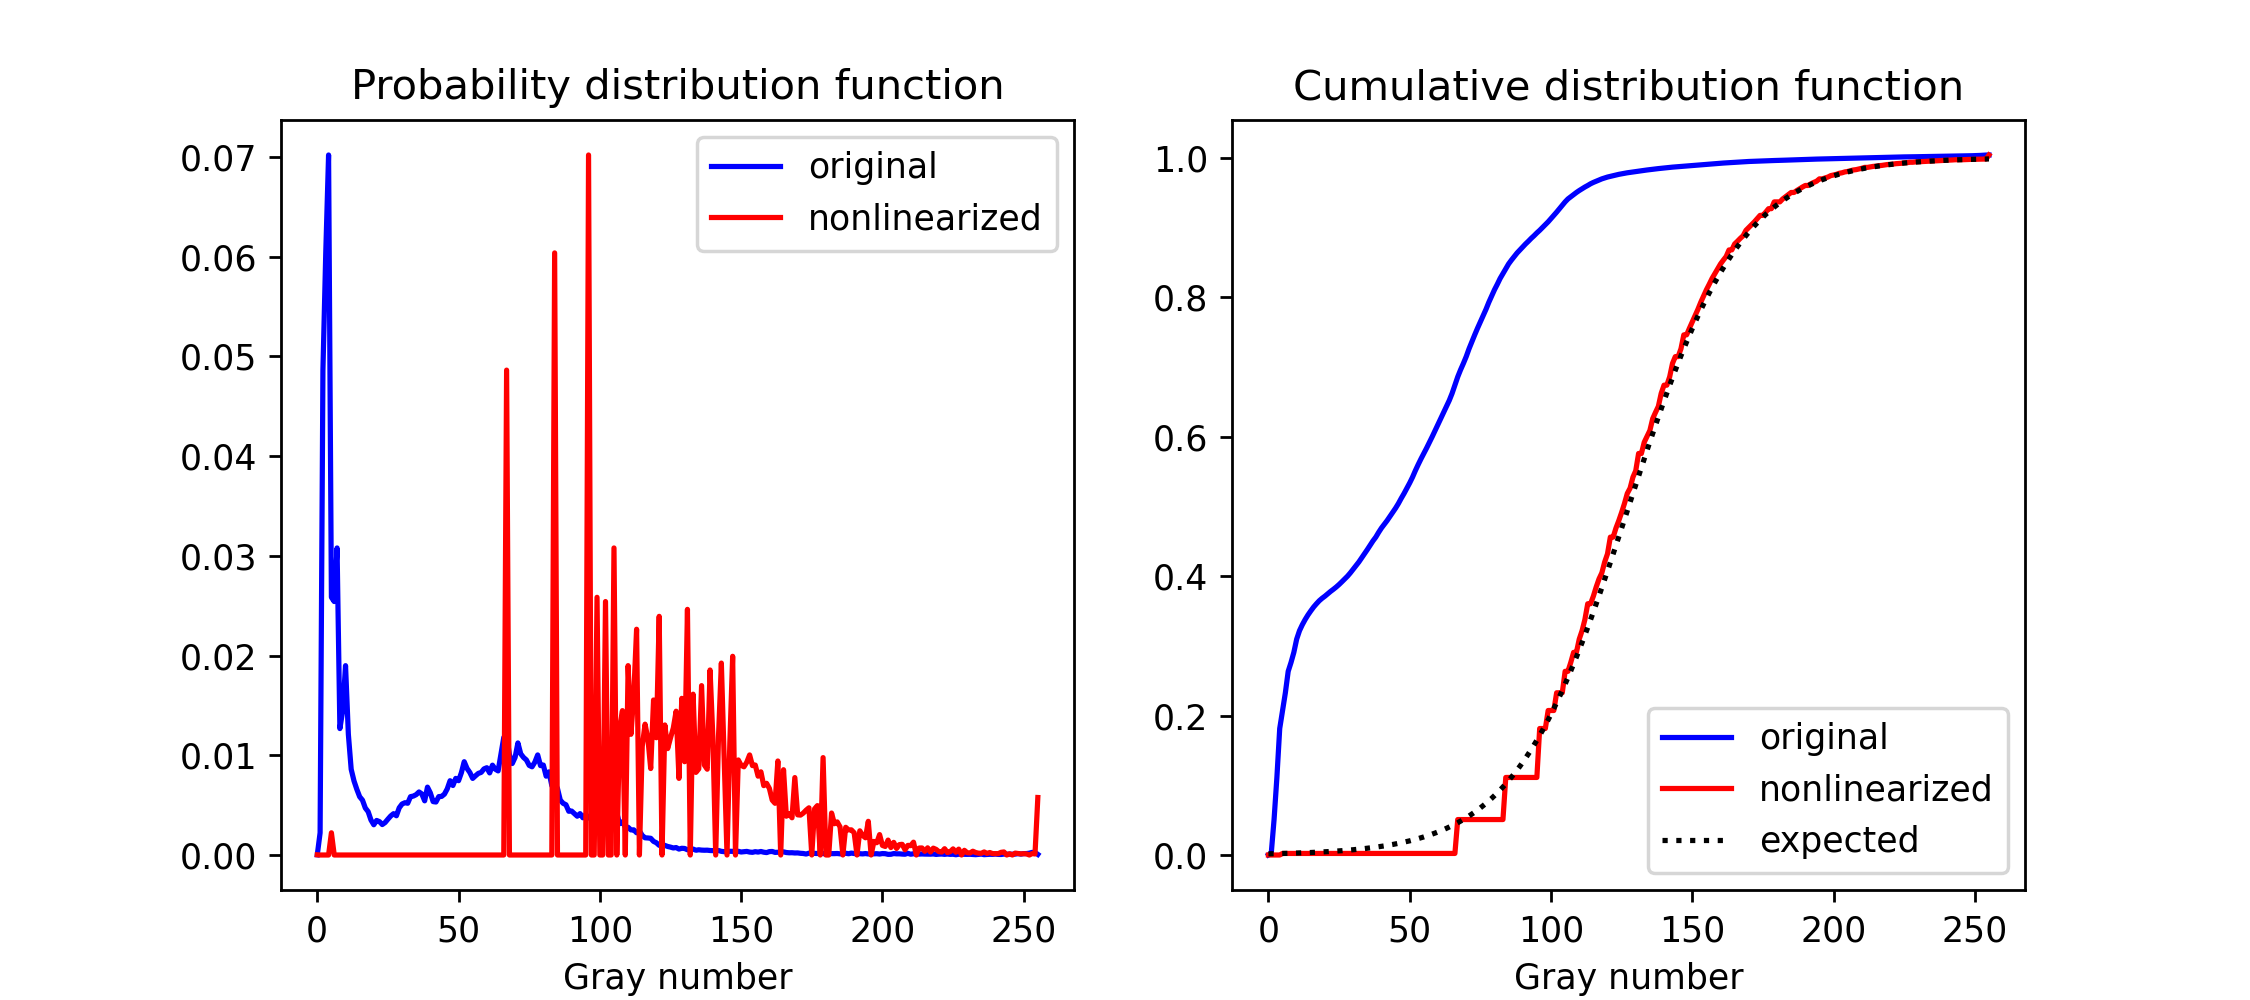 Probability distribution function
0.07
0.06
0.05
0.04
0.03
0.02
0.01
0.00
original
nonlinearized
0 50 100 150 200 250
Gray number
Cumulative distribution function
1.0
0.8
0.6
0.4
0.2
0.0
original
nonlinearized
expected
0 50 100 150 200 250
Gray number